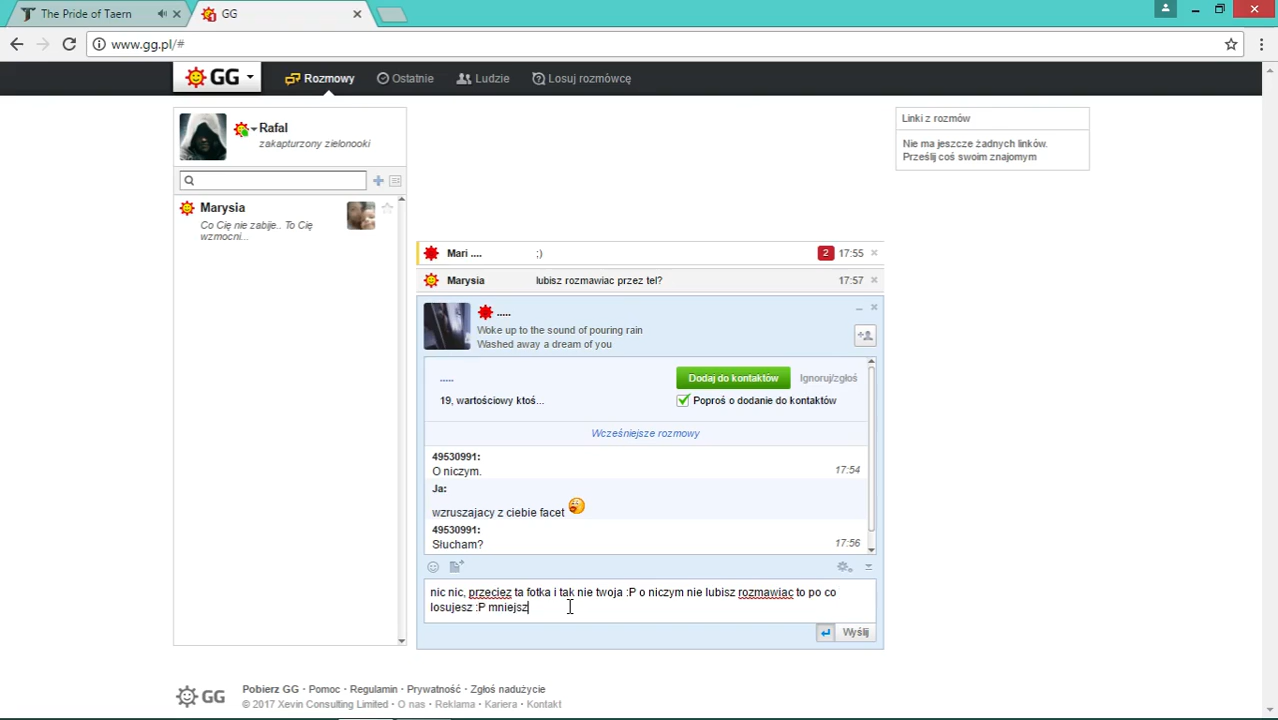 The Pride of Taern
GG
www.gg.pl/#
GG
Rozmowy
Ostatnie
Ludzie
Losuj rozmówcę
Rafal
zakapturzony zielonooki
Marysia
Co Cię nie zabije.. To Cię
wzmocni...
Mari ....
;)
2
17:55
Marysia
lubisz rozmawiac przez tel?
17:57
.....
Woke up to the sound of pouring rain
Washed away a dream of you
.....
Dodaj do kontaktów
Ignoruj/zgłoś
19, wartościowy ktoś...
Poproś o dodanie do kontaktów
Wcześniejsze rozmowy
49530991:
O niczym.
17:54
Ja:
wzruszajacy z ciebie facet
49530991:
Słucham?
17:56
nic nic, przeciez ta fotka i tak nie twoja :P o niczym nie lubisz rozmawiac to po co
losujesz :P mniejsz
Wyślij
Linki z rozmów
Nie ma jeszcze żadnych linków.
Prześlij coś swoim znajomym
GG
Pobierz GG - Pomoc - Regulamin - Prywatność - Zgłoś nadużycie
© 2017 Xevin Consulting Limited - O nas - Reklama - Kariera - Kontakt